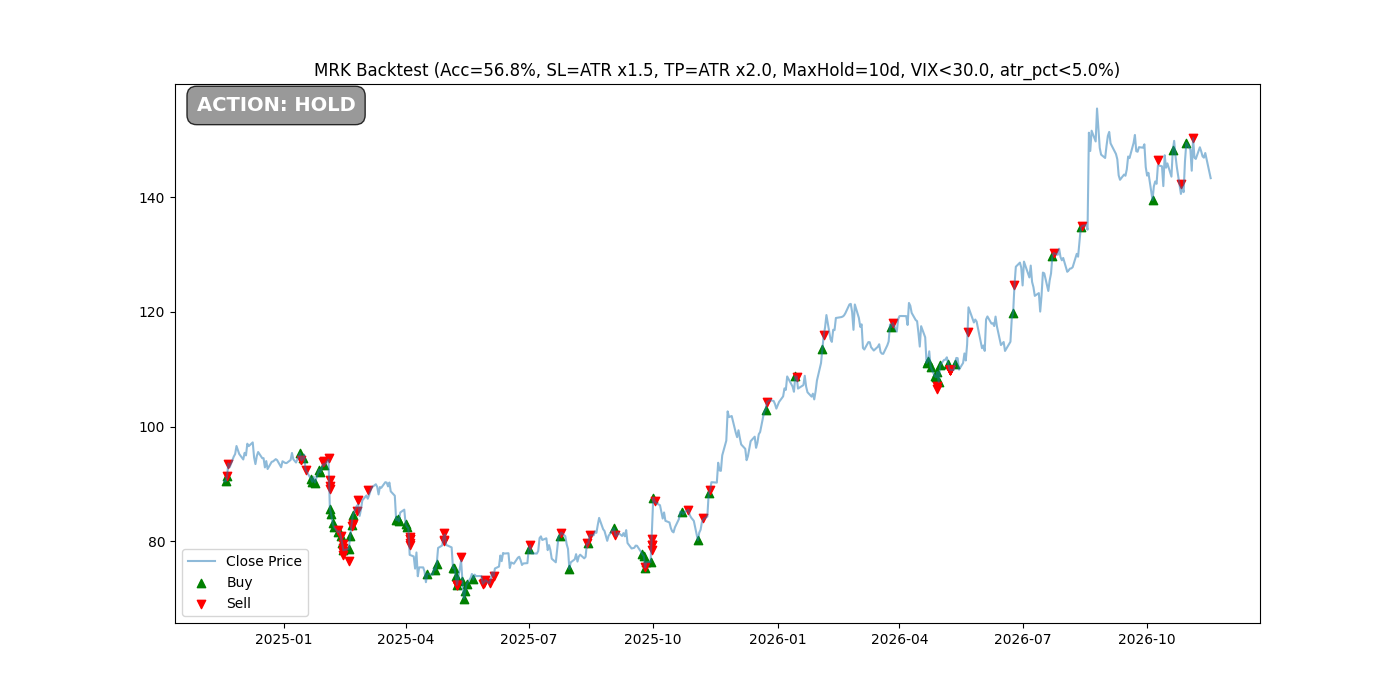 MRK Backtest (Acc=56.8%, SL=ATR x1.5, TP=ATR x2.0, MaxHold=10d, VIX<30.0, atr_pct<5.0%)
ACTION: HOLD
140
120
100
80
Close Price
Buy
Sell
2025-01 2025-04 2025-07 2025-10 2026-01 2026-04 2026-07 2026-10